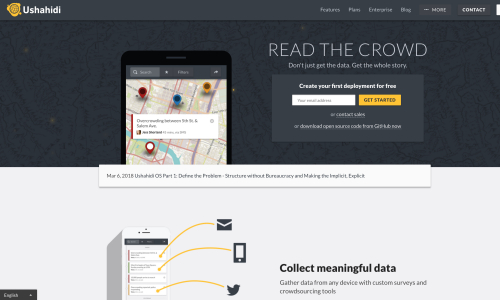 Ushahidi
Features Plans Enterprise Blog MORE CONTACT
READ THE CROWD
Don't just get the data. Get the whole story.
Search Filters
Create your first deployment for free
Your email address GET STARTED
or contact sales
or download open source code from GitHub now
Overcrowding between 5th St. &
Salem Ave.
Mar 6, 2018 Ushahidi OS Part 1: Define the Problem - Structure without Bureaucracy and Making the Implicit, Explicit
Collect meaningful data
Gather data from any device with custom surveys and
crowdsourcing tools
English